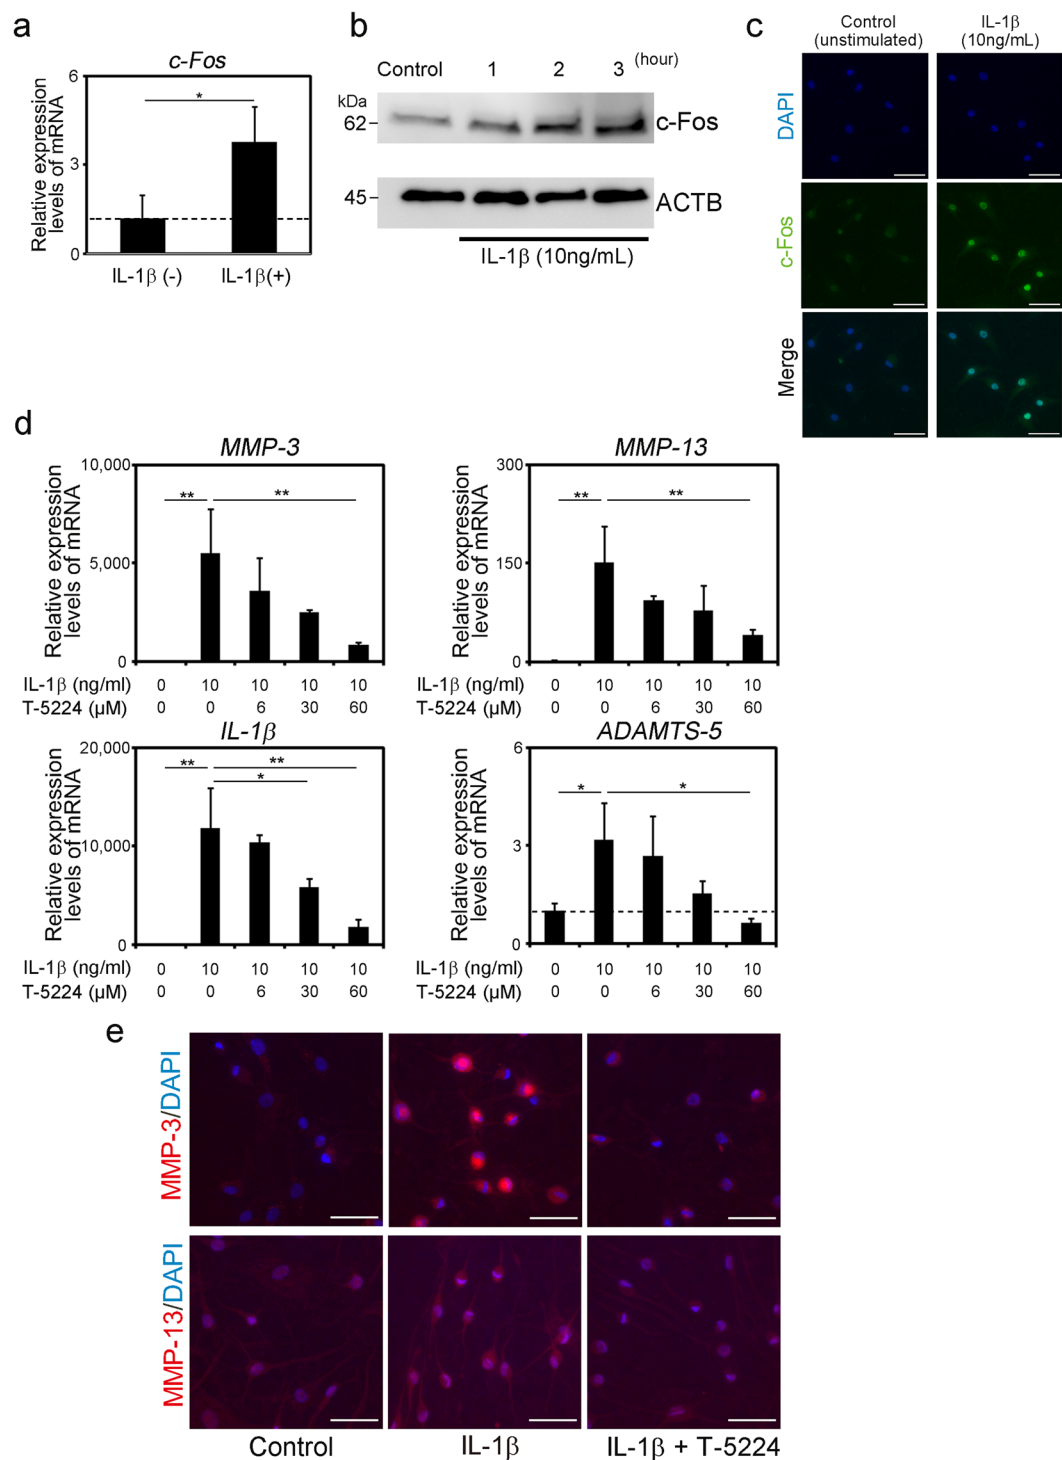 a
c-Fos
Relative expression
levels of mRNA
6
*
3
0
IL-1β (-)
IL-1β(+)
b
Control
1
2
3
(hour)
kDa
62
c-Fos
45
ACTB
IL-1β (10ng/mL)
c
Control
(unstimulated)
IL-1β
(10ng/mL)
DAPI
c-Fos
Merge
d
MMP-3
Relative expression
levels of mRNA
10,000
**
**
5,000
0
IL-1β (ng/ml) 0 10 10 10 10
T-5224 (μM) 0 0 6 30 60
MMP-13
Relative expression
levels of mRNA
300
**
**
150
0
IL-1β (ng/ml) 0 10 10 10 10
T-5224 (μM) 0 0 6 30 60
IL-1β
Relative expression
levels of mRNA
20,000
**
**
*
10,000
0
IL-1β (ng/ml) 0 10 10 10 10
T-5224 (μM) 0 0 6 30 60
ADAMTS-5
Relative expression
levels of mRNA
6
*
*
3
0
IL-1β (ng/ml) 0 10 10 10 10
T-5224 (μM) 0 0 6 30 60
e
MMP-3/DAPI
MMP-13/DAPI
Control
IL-1β
IL-1β + T-5224